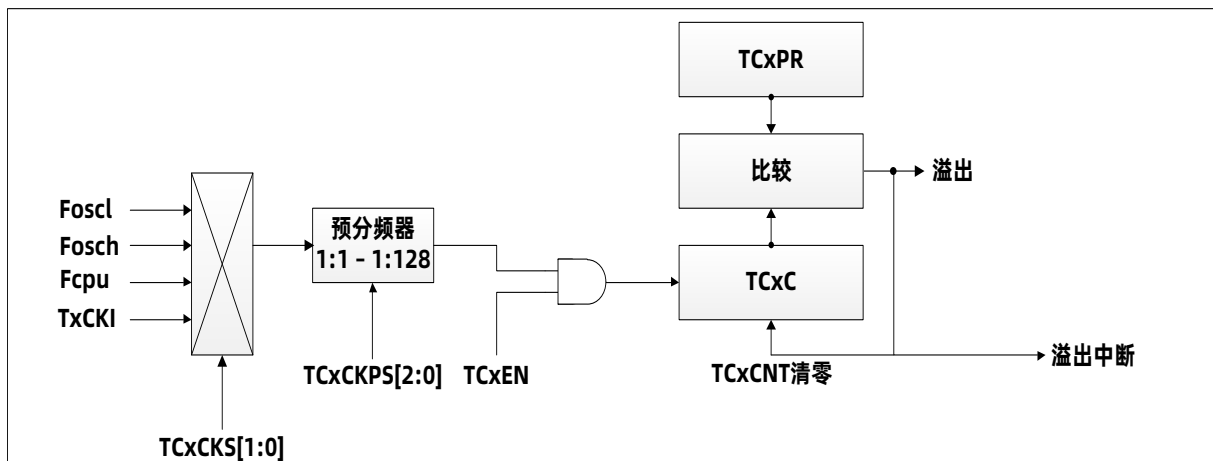 TCxPR
比较
溢出
Foscl
Fosch
Fcpu
TxCKI
预分频器
1:1 - 1:128
TCxC
TCxCKPS[2:0]
TCxEN
TCxCNT清零
溢出中断
TCxCKS[1:0]